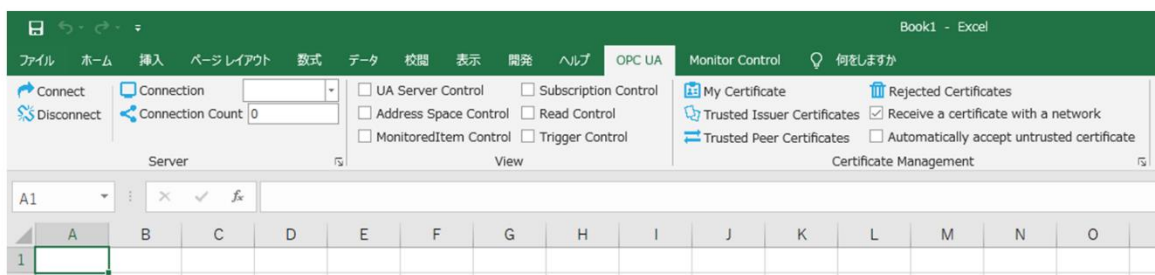 Book1 - Excel
ファイル ホーム 挿入 ページ レイアウト 数式 データ 校閲 表示 開発 ヘルプ OPC UA Monitor Control 何をしますか
Connect Connection UA Server Control Subscription Control My Certificate Rejected Certificates
Disconnect Connection Count 0 Address Space Control Read Control Trusted Issuer Certificates Receive a certificate with a network
MonitoredItem Control Trigger Control Trusted Peer Certificates Automatically accept untrusted certificate
Server View Certificate Management
A1 fx
A B C D E F G H I J K L M N O
1